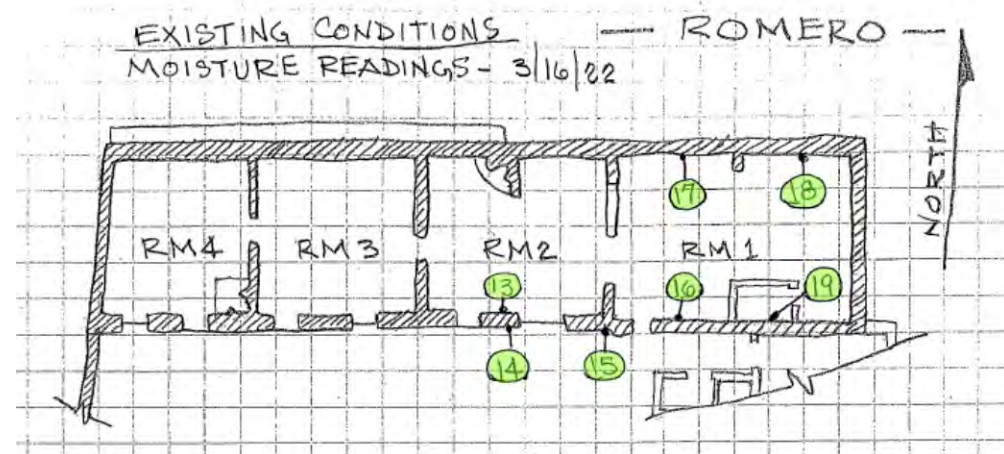 EXISTING CONDITIONS
— ROMERO —
MOISTURE READINGS - 3/16/22
NORTH
17 18
RM4 RM3 RM2 RM1
13 16 19
14 15